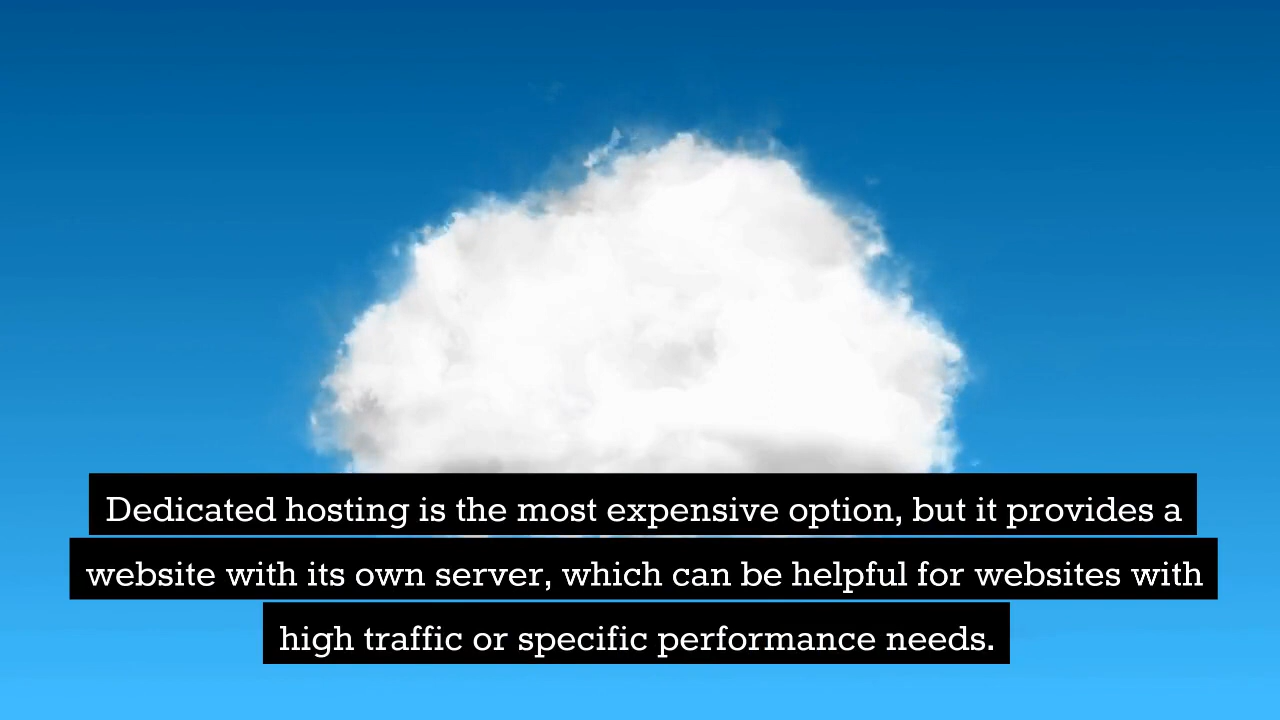 Dedicated hosting is the most expensive option, but it provides a
website with its own server, which can be helpful for websites with
high traffic or specific performance needs.